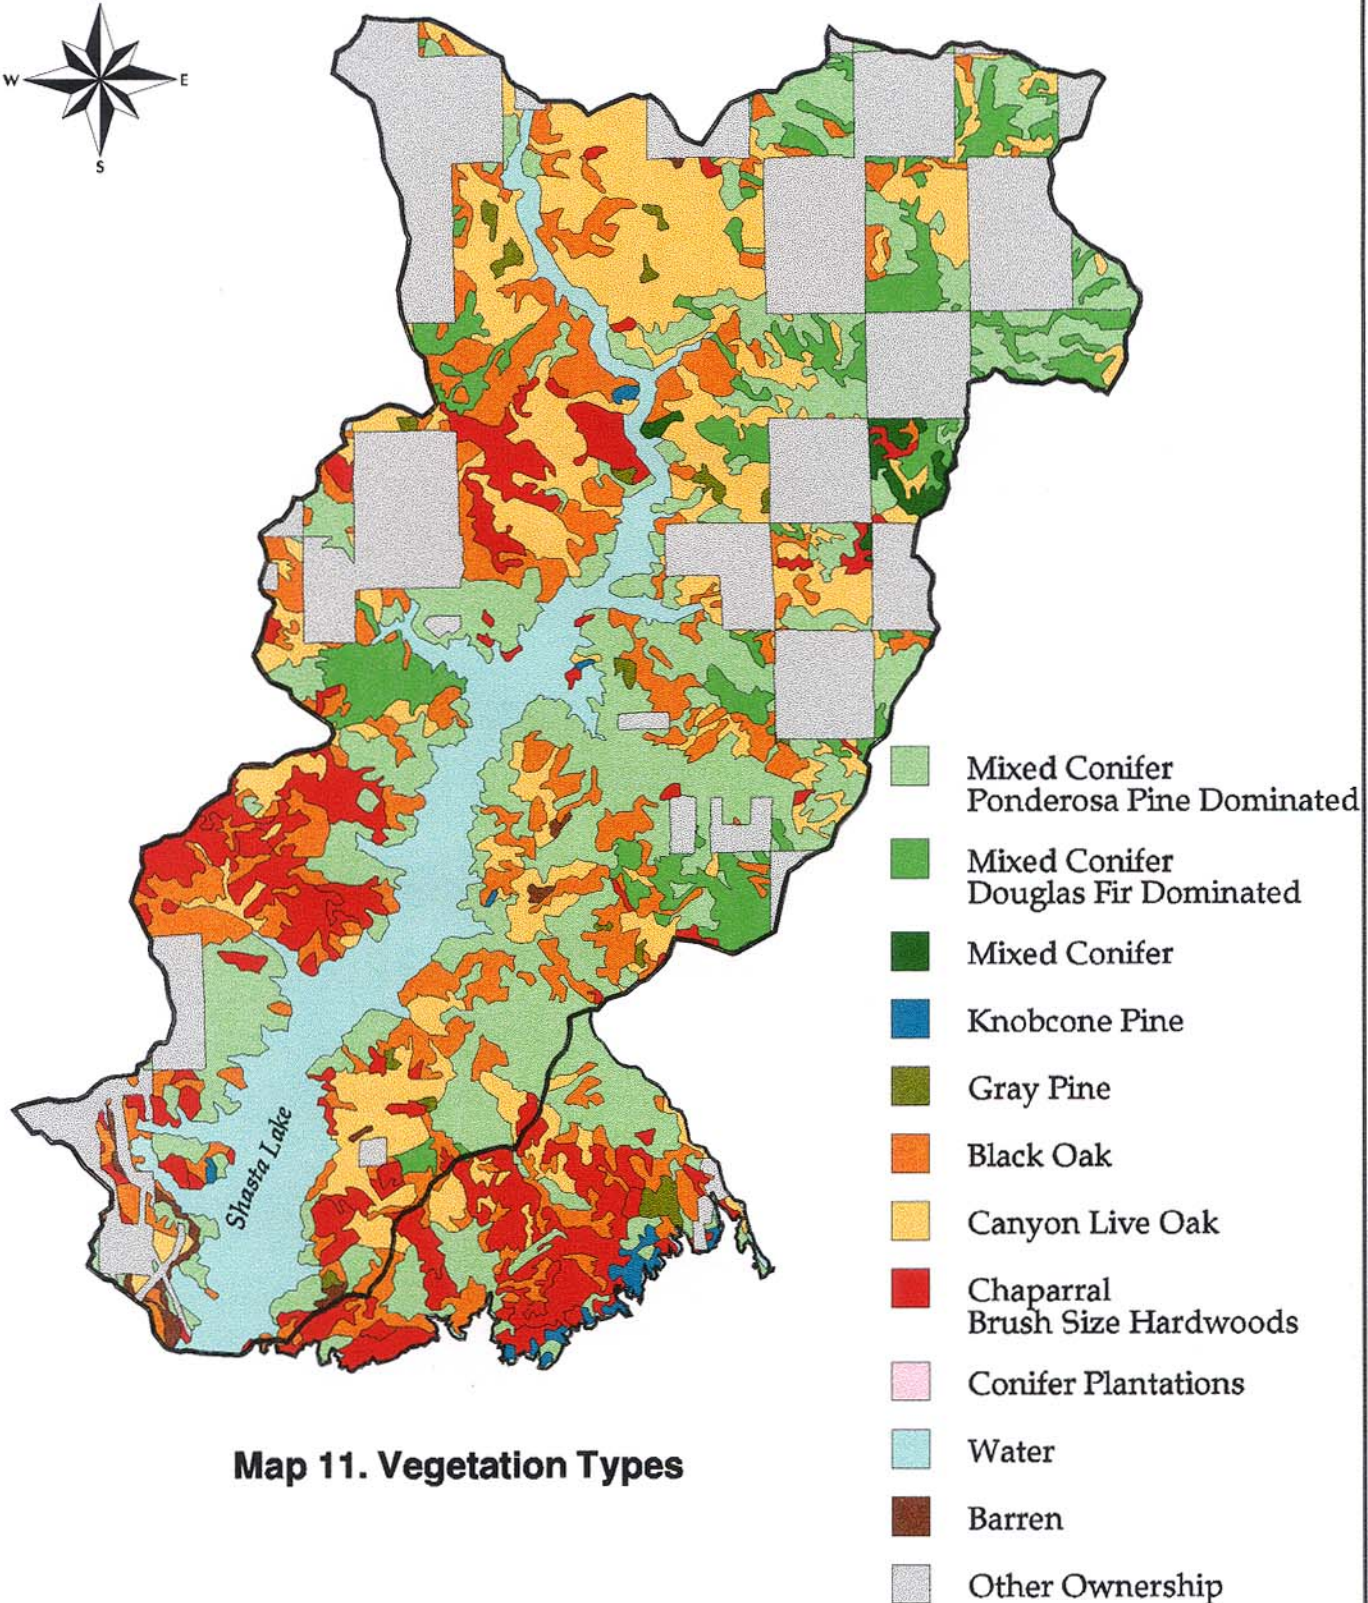 W
E
S
Shasta Lake
Mixed Conifer
Ponderosa Pine Dominated
Mixed Conifer
Douglas Fir Dominated
Mixed Conifer
Knobcone Pine
Gray Pine
Black Oak
Canyon Live Oak
Chaparral
Brush Size Hardwoods
Conifer Plantations
Water
Barren
Other Ownership
Map 11. Vegetation Types